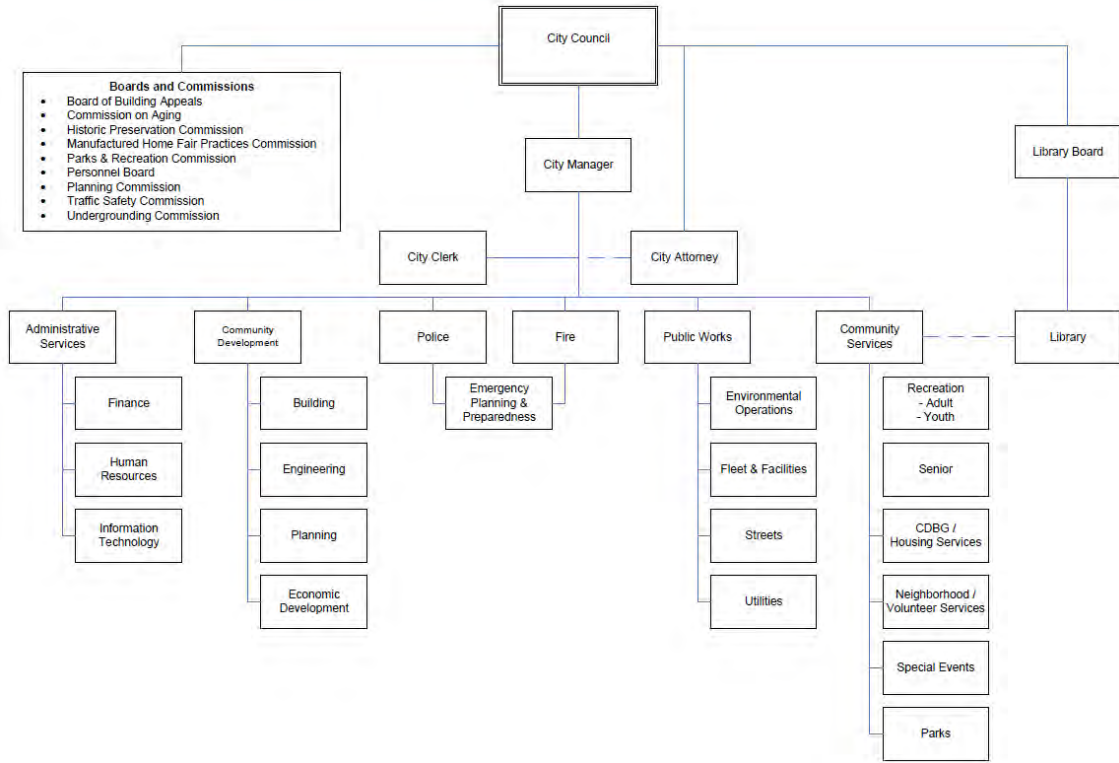 City Council
Boards and Commissions
• Board of Building Appeals
• Commission on Aging
• Historic Preservation Commission
• Manufactured Home Fair Practices Commission
• Parks & Recreation Commission
• Personnel Board
• Planning Commission
• Traffic Safety Commission
• Undergrounding Commission
City Manager
Library Board
City Clerk
City Attorney
Administrative
Services
Community
Development
Police
Fire
Public Works
Community
Services
Library
Finance
Human
Resources
Information
Technology
Building
Engineering
Planning
Economic
Development
Emergency
Planning &
Preparedness
Environmental
Operations
Fleet & Facilities
Streets
Utilities
Recreation
- Adult
- Youth
Senior
CDBG /
Housing Services
Neighborhood /
Volunteer Services
Special Events
Parks